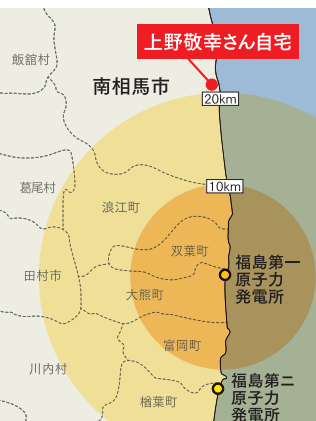 上野敬幸さん自宅
飯舘村
南相馬市
20km
10km
葛尾村
浪江町
双葉町
福島第一
原子力
発電所
田村市
大熊町
富岡町
川内村
福島第二
原子力
発電所
楢葉町